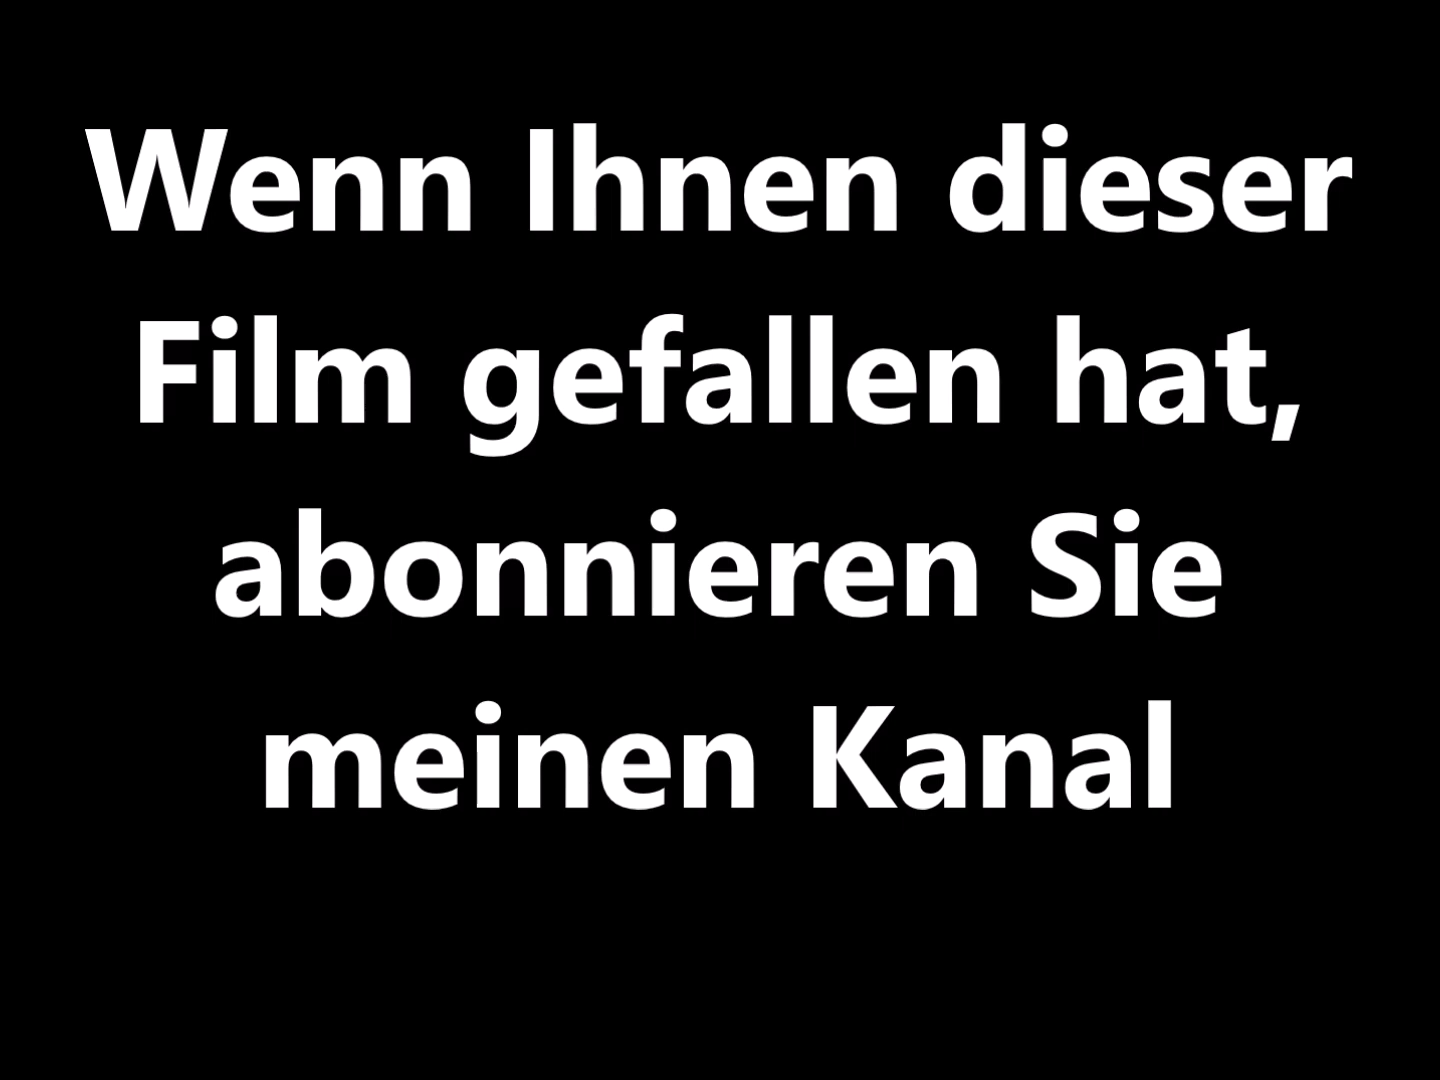 Wenn Ihnen dieser
Film gefallen hat,
abonnieren Sie
meinen Kanal